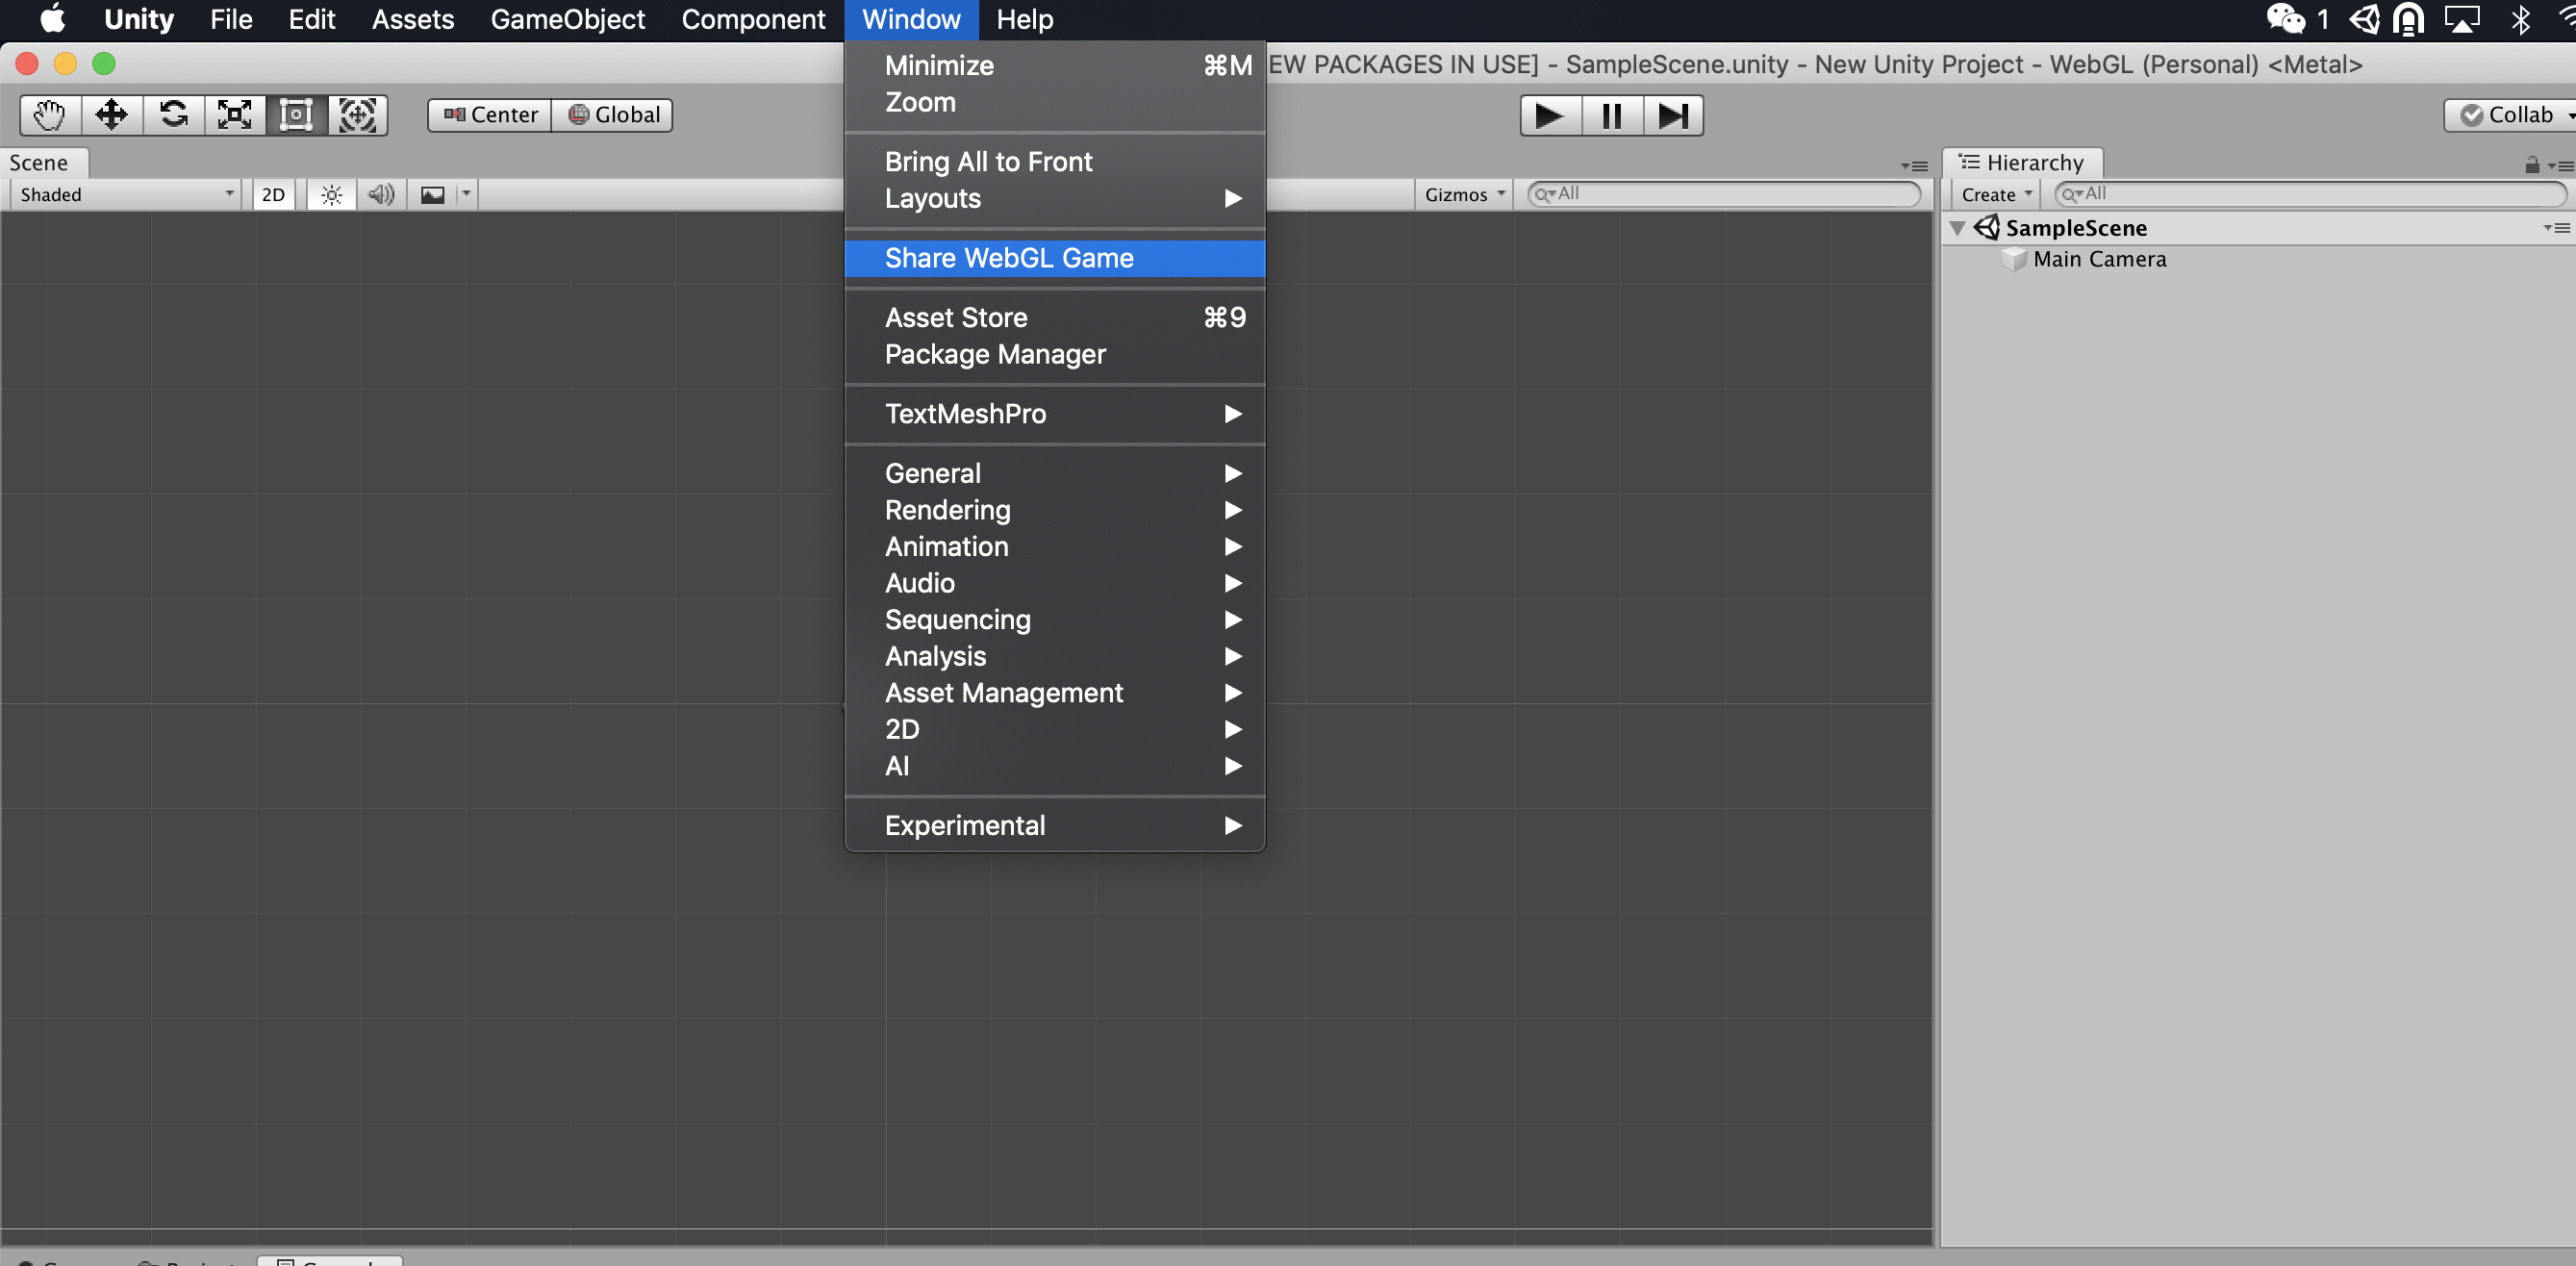 Unity File Edit Assets GameObject Component Window Help 1
EW PACKAGES IN USE] - SampleScene.unity - New Unity Project - WebGL (Personal) <Metal>
Center Global Collab
Scene
Shaded 2D Gizmos All
Hierarchy
Create All
SampleScene
Main Camera
Minimize ⌘M
Zoom
Bring All to Front
Layouts
Share WebGL Game
Asset Store ⌘9
Package Manager
TextMeshPro
General
Rendering
Animation
Audio
Sequencing
Analysis
Asset Management
2D
AI
Experimental